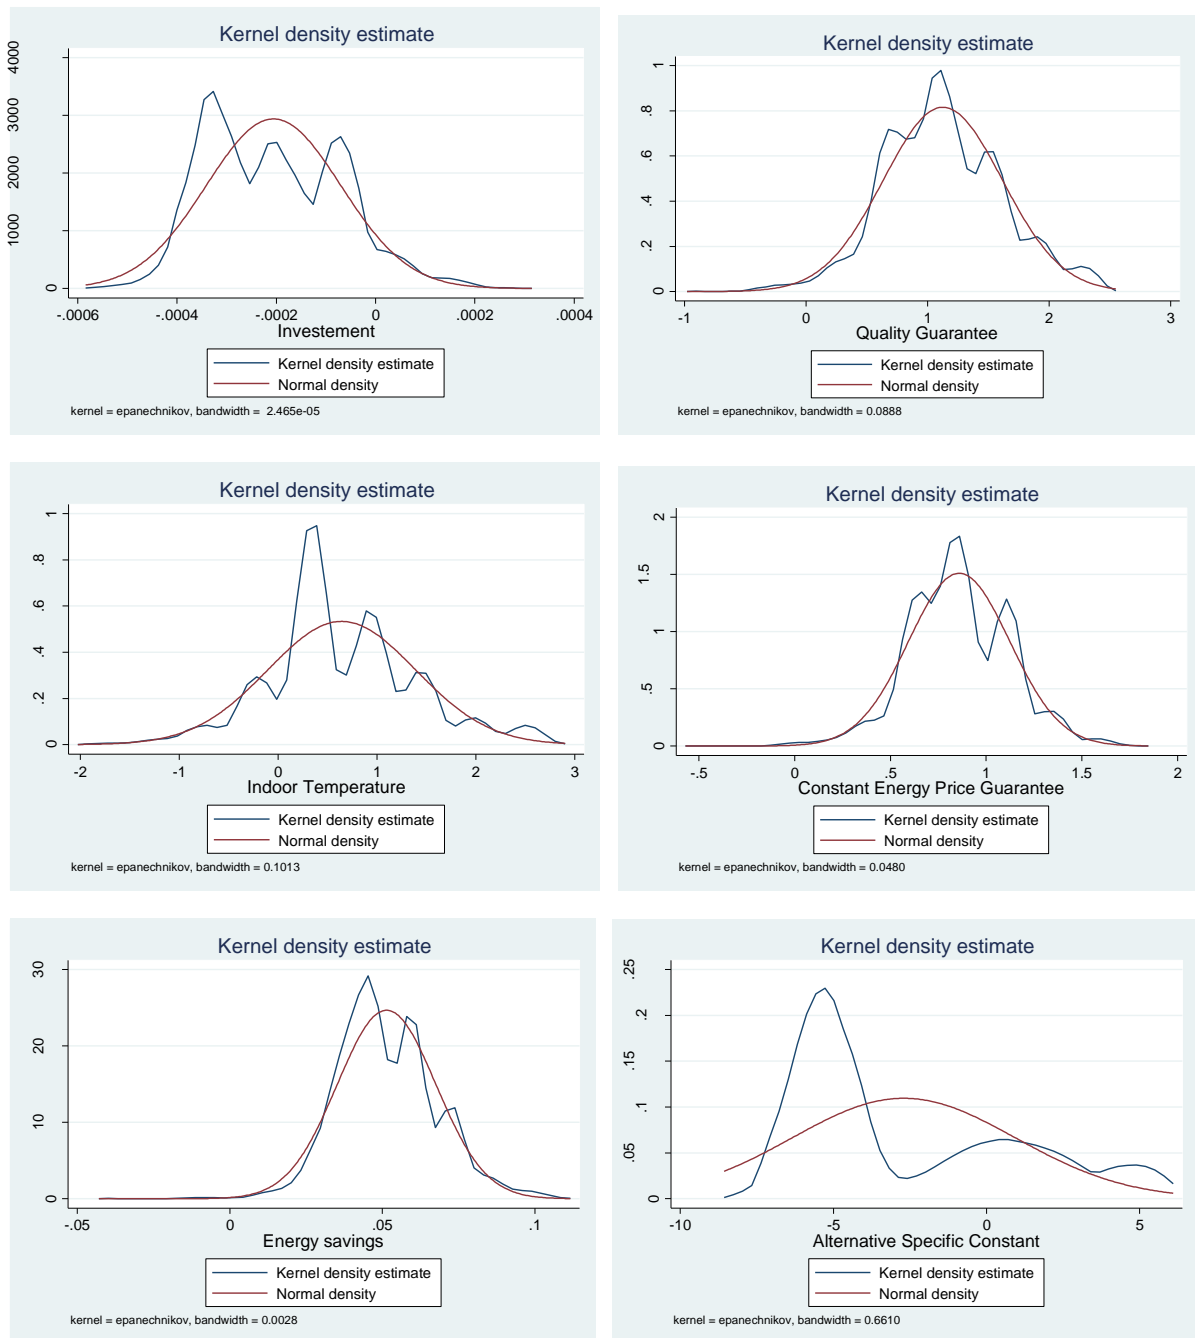 Kernel density estimate
4000
3000
2000
1000
0
-.0006 -.0004 -.0002 0 .0002 .0004
Investement
Kernel density estimate
Normal density
kernel = epanechnikov, bandwidth = 2.465e-05
Kernel density estimate
1
.8
.6
.4
.2
0
-1 0 1 2 3
Quality Guarantee
Kernel density estimate
Normal density
kernel = epanechnikov, bandwidth = 0.0888
Kernel density estimate
1
.8
.6
.4
.2
0
-2 -1 0 1 2 3
Indoor Temperature
Kernel density estimate
Normal density
kernel = epanechnikov, bandwidth = 0.1013
Kernel density estimate
2
1.5
1
.5
0
-.5 0 .5 1 1.5 2
Constant Energy Price Guarantee
Kernel density estimate
Normal density
kernel = epanechnikov, bandwidth = 0.0480
Kernel density estimate
30
20
10
0
-.05 0 .05 .1
Energy savings
Kernel density estimate
Normal density
kernel = epanechnikov, bandwidth = 0.0028
Kernel density estimate
.25
.2
.15
.1
.05
0
-10 -5 0 5
Alternative Specific Constant
Kernel density estimate
Normal density
kernel = epanechnikov, bandwidth = 0.6610